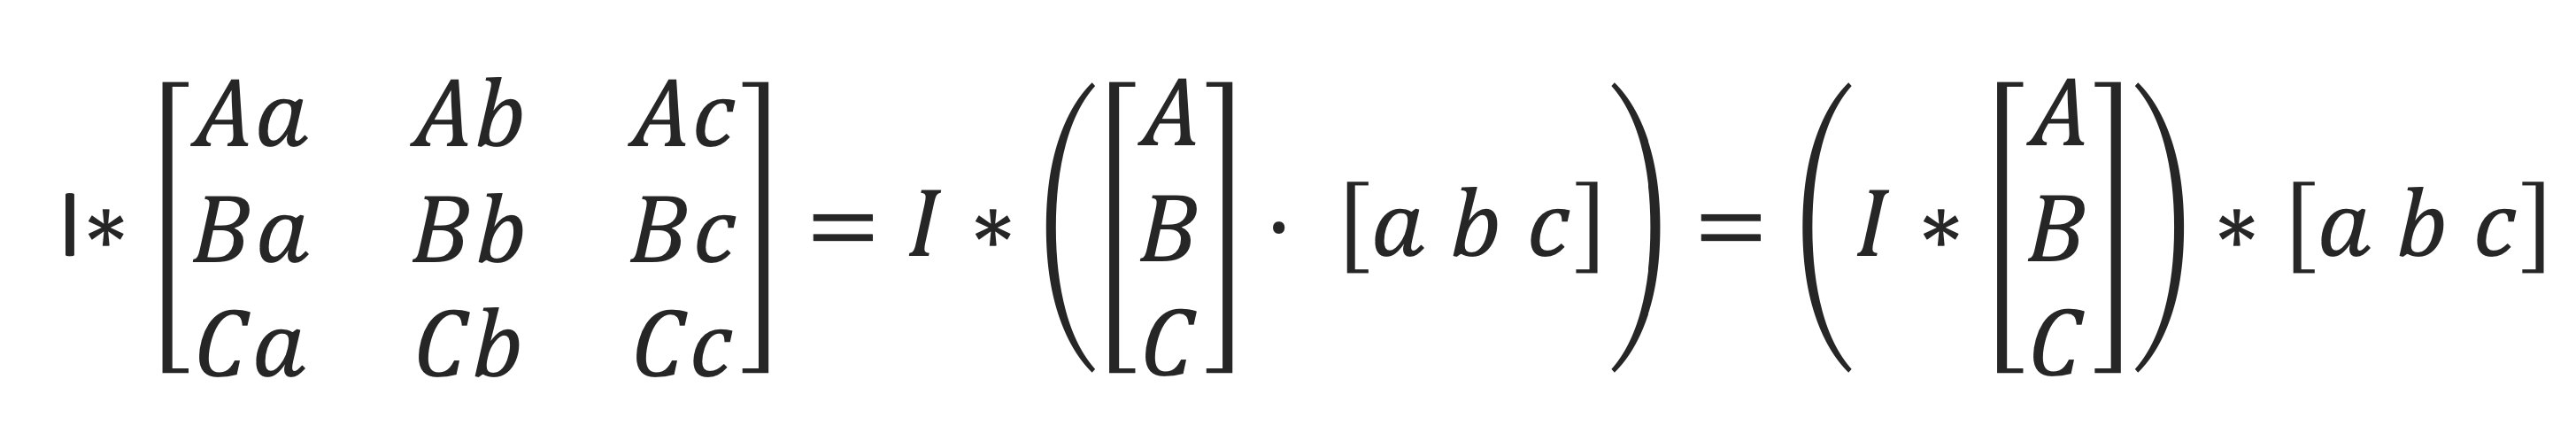 I* [Aa Ab Ac
Ba Bb Bc
Ca Cb Cc] = I * ([A
B
C] · [a b c]) = (I * [A
B
C]) * [a b c]